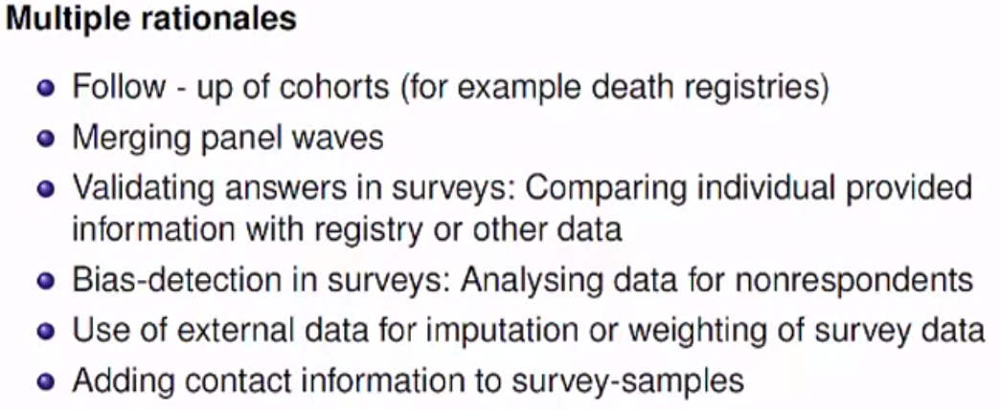 Multiple rationales
Follow - up of cohorts (for example death registries)
Merging panel waves
Validating answers in surveys: Comparing individual provided
information with registry or other data
Bias-detection in surveys: Analysing data for nonrespondents
Use of external data for imputation or weighting of survey data
Adding contact information to survey-samples